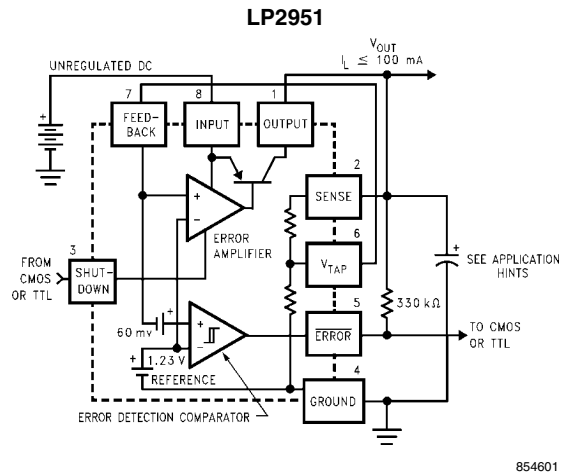 LP2951
V_OUT
I_L ≤ 100 mA
UNREGULATED DC
7
8
1
FEED-
BACK
INPUT
OUTPUT
2
SENSE
+
−
ERROR
AMPLIFIER
6
V_TAP
3
FROM
CMOS
OR TTL
SHUT-
DOWN
+
SEE APPLICATION
HINTS
5
330 kΩ
60 mv
+
+
−
ERROR
TO CMOS
OR TTL
+
1.23 V
REFERENCE
4
GROUND
ERROR DETECTION COMPARATOR
+
854601